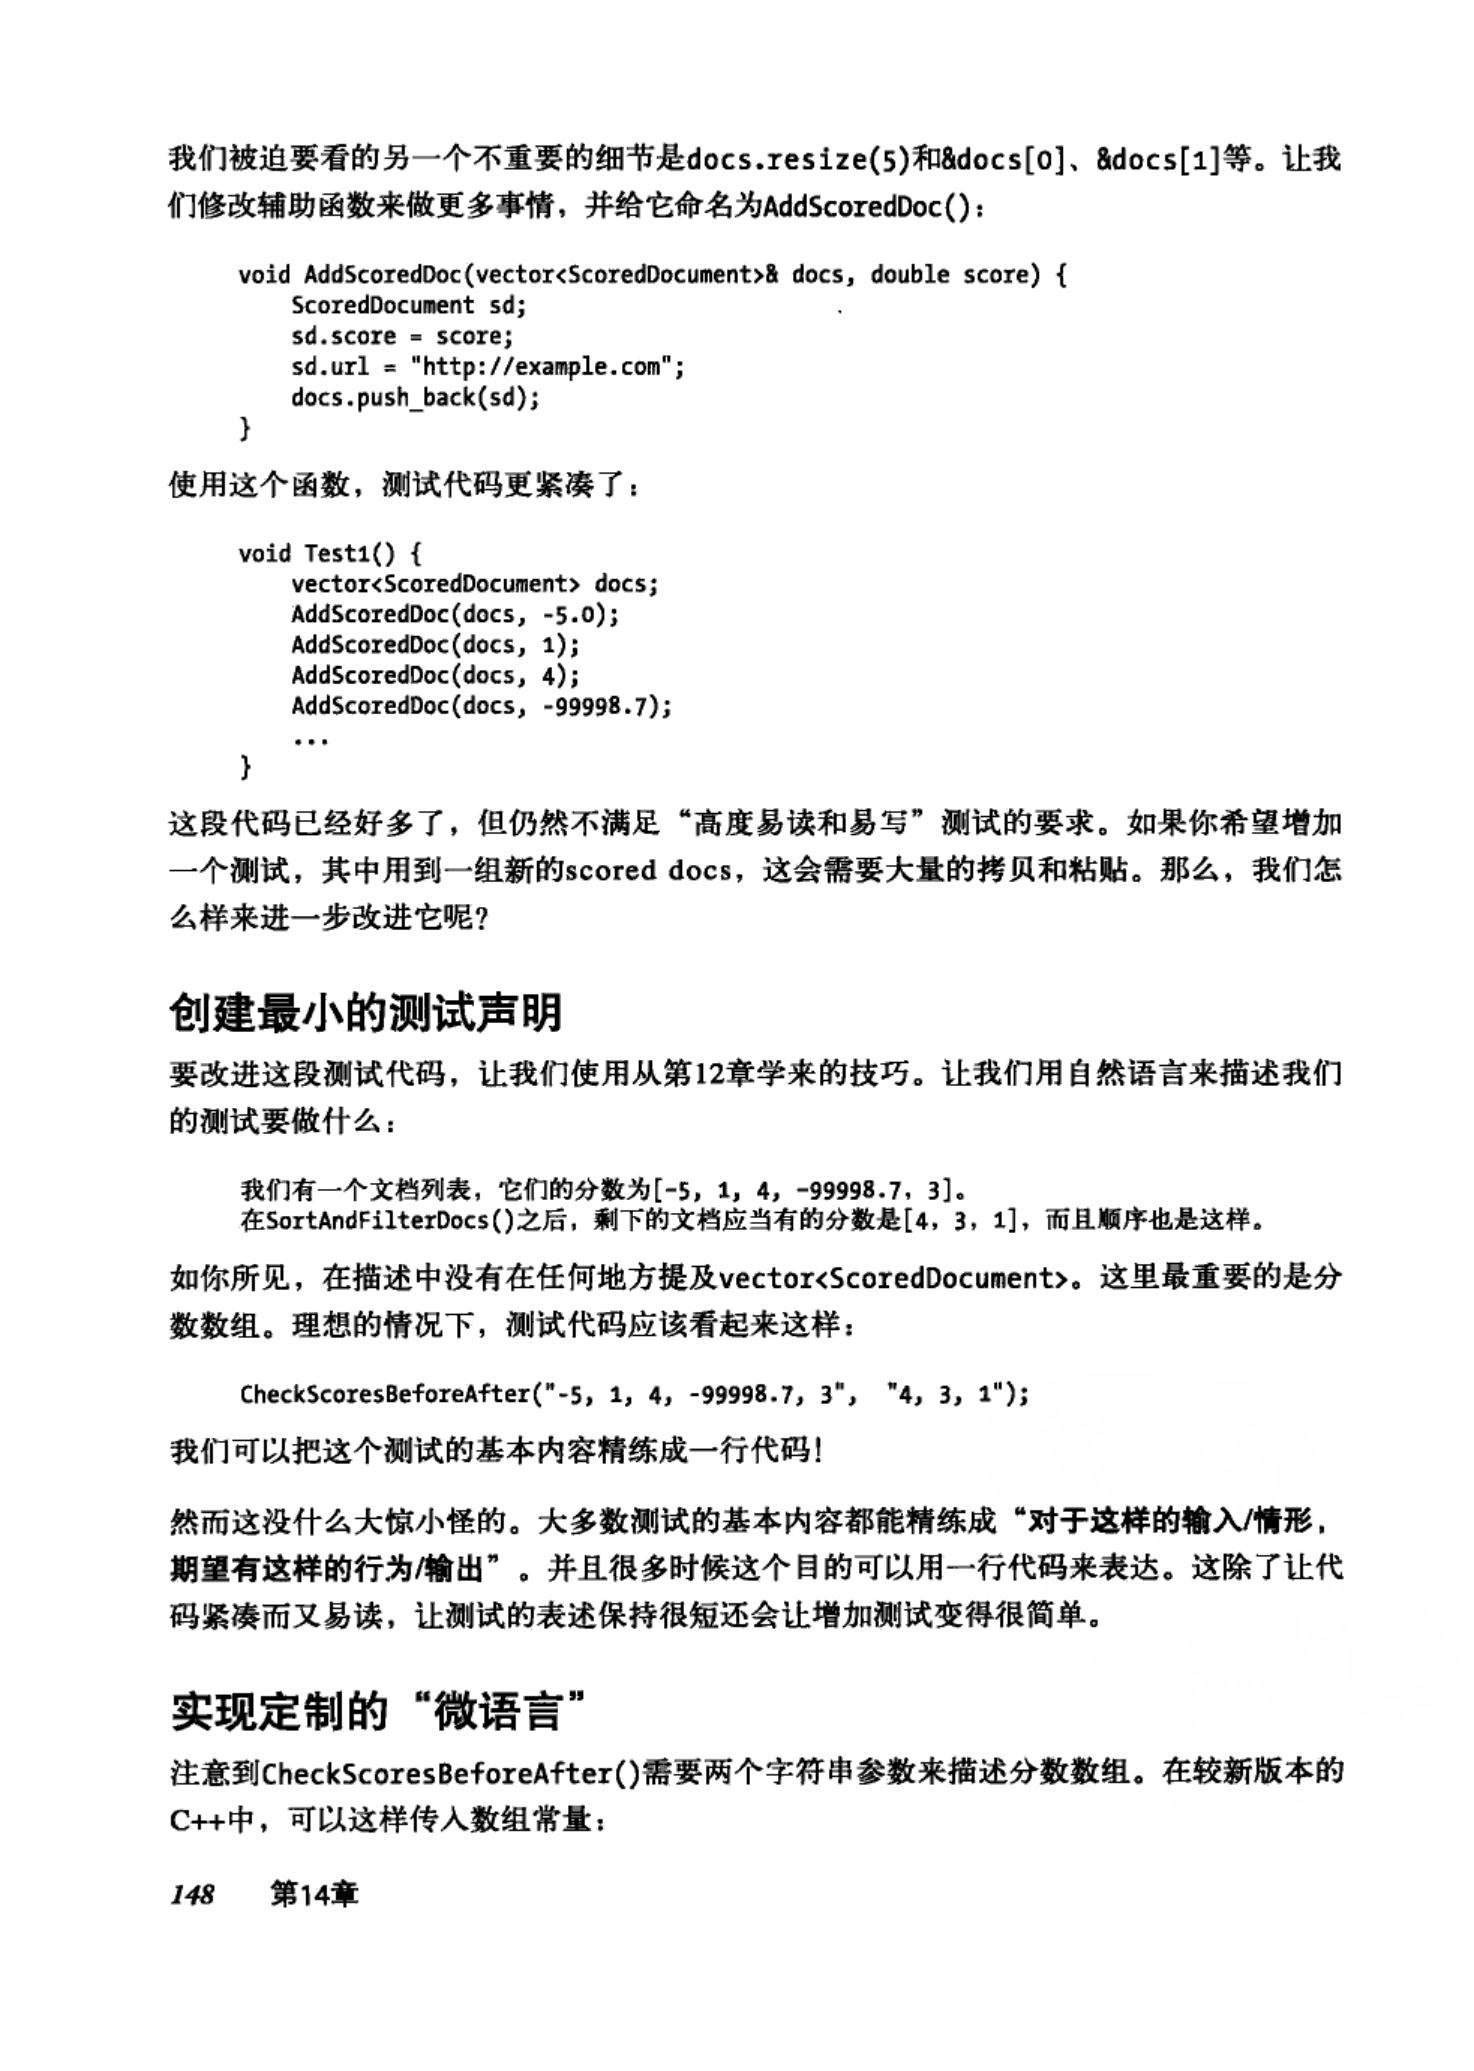 我们被迫要看的另一个不重要的细节是docs.resize(5)和&docs[0]、&docs[1]等。让我
们修改辅助函数来做更多事情，并给它命名为AddScoredDoc()：
void AddScoredDoc(vector<ScoredDocument>& docs, double score) {
    ScoredDocument sd;
    sd.score = score;
    sd.url = "http://example.com";
    docs.push_back(sd);
}
使用这个函数，测试代码更紧凑了：
void Test1() {
    vector<ScoredDocument> docs;
    AddScoredDoc(docs, -5.0);
    AddScoredDoc(docs, 1);
    AddScoredDoc(docs, 4);
    AddScoredDoc(docs, -99998.7);
    ...
}
这段代码已经好多了，但仍然不满足“高度易读和易写”测试的要求。如果你希望增加
一个测试，其中用到一组新的scored docs，这会需要大量的拷贝和粘贴。那么，我们怎
么样来进一步改进它呢？
创建最小的测试声明
要改进这段测试代码，让我们使用从第12章学来的技巧。让我们用自然语言来描述我们
的测试要做什么：
我们有一个文档列表，它们的分数为[-5, 1, 4, -99998.7, 3]。
在SortAndFilterDocs()之后，剩下的文档应当有的分数是[4, 3, 1]，而且顺序也是这样。
如你所见，在描述中没有在任何地方提及vector<ScoredDocument>。这里最重要的是分
数数组。理想的情况下，测试代码应该看起来这样：
CheckScoresBeforeAfter("-5, 1, 4, -99998.7, 3", "4, 3, 1");
我们可以把这个测试的基本内容精练成一行代码！
然而这没什么大惊小怪的。大多数测试的基本内容都能精练成“对于这样的输入/情形，
期望有这样的行为/输出”。并且很多时候这个目的可以用一行代码来表达。这除了让代
码紧凑而又易读，让测试的表述保持很短还会让增加测试变得很简单。
实现定制的“微语言”
注意到CheckScoresBeforeAfter()需要两个字符串参数来描述分数数组。在较新版本的
C++中，可以这样传入数组常量：
148 第14章